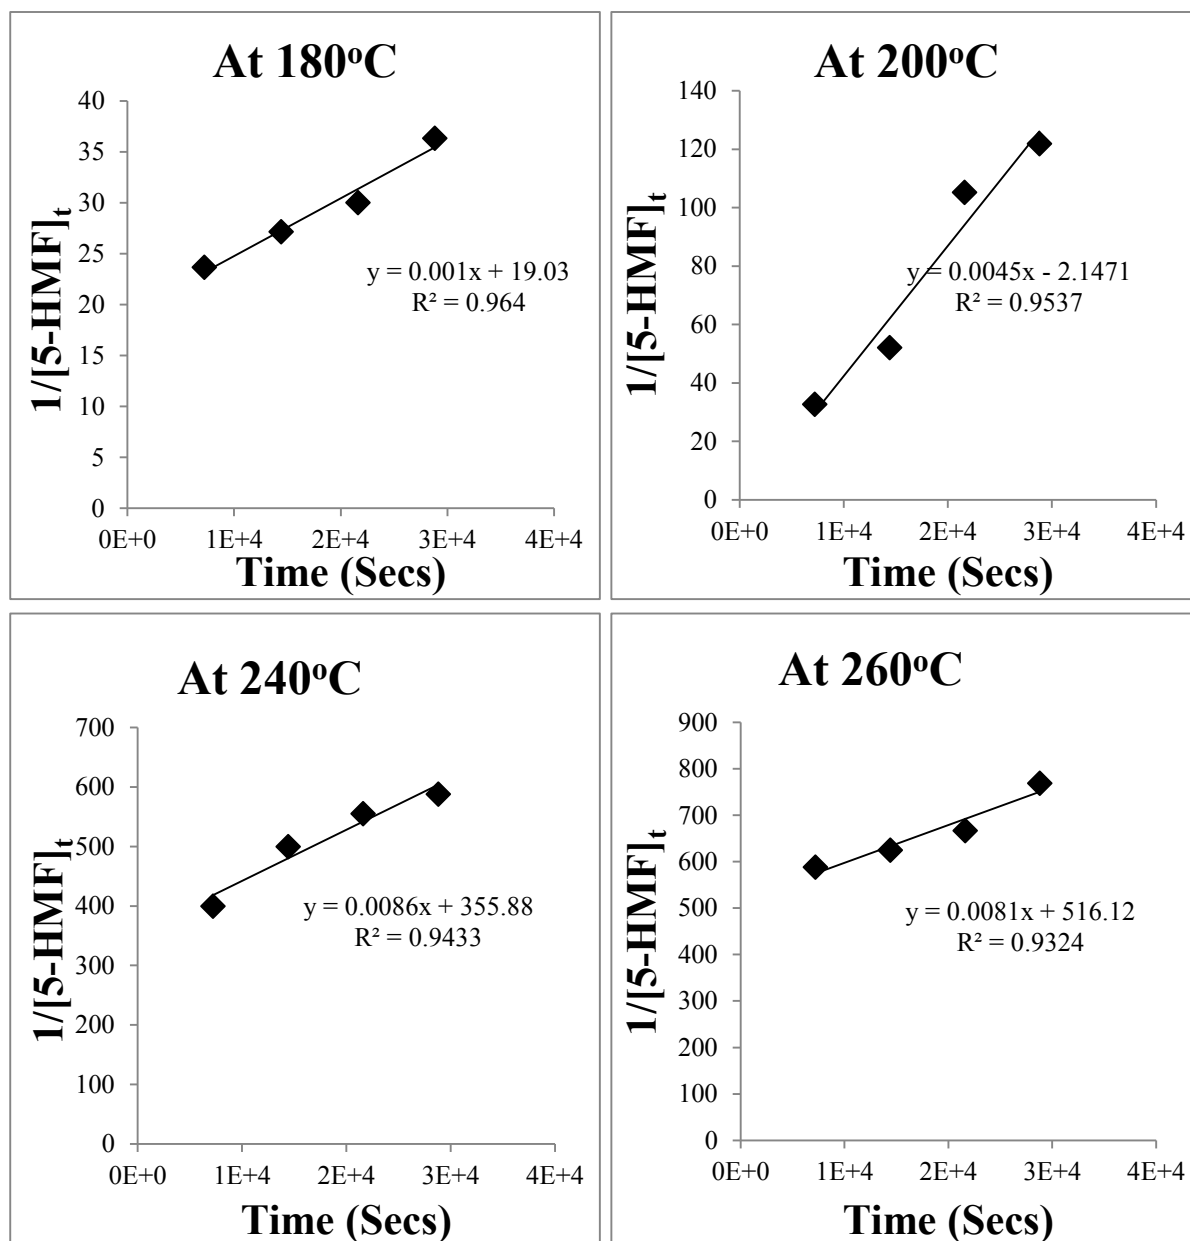 At 180°C
40
35
30
25
20
15
10
5
0
0E+0 1E+4 2E+4 3E+4 4E+4
1/[5-HMF]t
Time (Secs)
y = 0.001x + 19.03
R² = 0.964
At 200°C
140
120
100
80
60
40
20
0
0E+0 1E+4 2E+4 3E+4 4E+4
1/[5-HMF]t
Time (Secs)
y = 0.0045x - 2.1471
R² = 0.9537
At 240°C
700
600
500
400
300
200
100
0
0E+0 1E+4 2E+4 3E+4 4E+4
1/[5-HMF]t
Time (Secs)
y = 0.0086x + 355.88
R² = 0.9433
At 260°C
900
800
700
600
500
400
300
200
100
0
0E+0 1E+4 2E+4 3E+4 4E+4
1/[5-HMF]t
Time (Secs)
y = 0.0081x + 516.12
R² = 0.9324